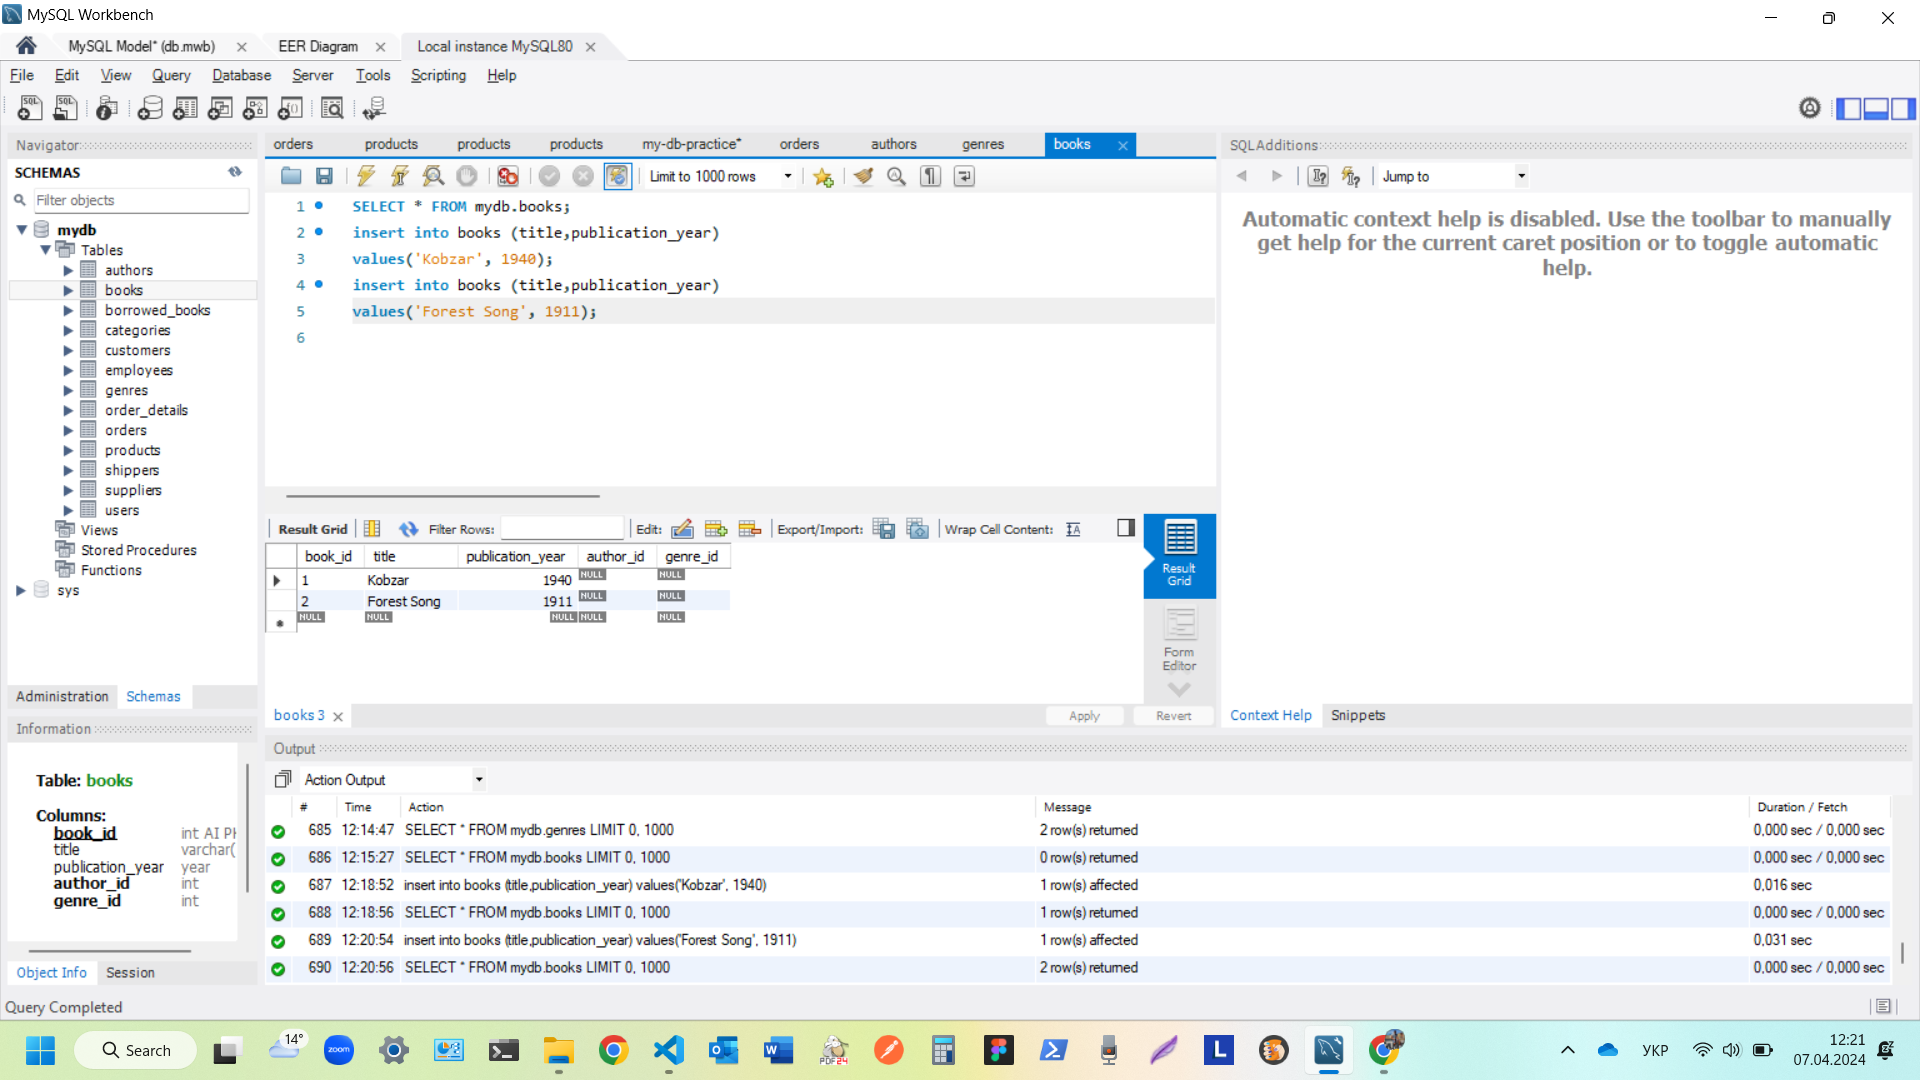 MySQL Workbench
MySQL Model* (db.mwb)
EER Diagram
Local instance MySQL80
File Edit View Query Database Server Tools Scripting Help
Navigator
SCHEMAS
Filter objects
mydb
Tables
authors
books
borrowed_books
categories
customers
employees
genres
order_details
orders
products
shippers
suppliers
users
Views
Stored Procedures
Functions
sys
Administration Schemas
Information
Table: books
Columns:
book_id int AI PK
title varchar(
publication_year year
author_id int
genre_id int
Object Info Session
orders products products products my-db-practice* orders authors genres books
Limit to 1000 rows
1 SELECT * FROM mydb.books;
2 insert into books (title,publication_year)
3 values('Kobzar', 1940);
4 insert into books (title,publication_year)
5 values('Forest Song', 1911);
6
Result Grid Filter Rows: Edit: Export/Import: Wrap Cell Content:
book_id title publication_year author_id genre_id
1 Kobzar 1940 NULL NULL
2 Forest Song 1911 NULL NULL
NULL NULL NULL NULL NULL
Result Grid
Form Editor
books 3
Apply Revert
SQLAdditions
Jump to
Automatic context help is disabled. Use the toolbar to manually
get help for the current caret position or to toggle automatic
help.
Context Help Snippets
Output
Action Output
# Time Action Message Duration / Fetch
685 12:14:47 SELECT * FROM mydb.genres LIMIT 0, 1000 2 row(s) returned 0,000 sec / 0,000 sec
686 12:15:27 SELECT * FROM mydb.books LIMIT 0, 1000 0 row(s) returned 0,000 sec / 0,000 sec
687 12:18:52 insert into books (title,publication_year) values('Kobzar', 1940) 1 row(s) affected 0,016 sec
688 12:18:56 SELECT * FROM mydb.books LIMIT 0, 1000 1 row(s) returned 0,000 sec / 0,000 sec
689 12:20:54 insert into books (title,publication_year) values('Forest Song', 1911) 1 row(s) affected 0,031 sec
690 12:20:56 SELECT * FROM mydb.books LIMIT 0, 1000 2 row(s) returned 0,000 sec / 0,000 sec
Query Completed
Search
14°
zoom
PDF24
L
УКР
12:21
07.04.2024